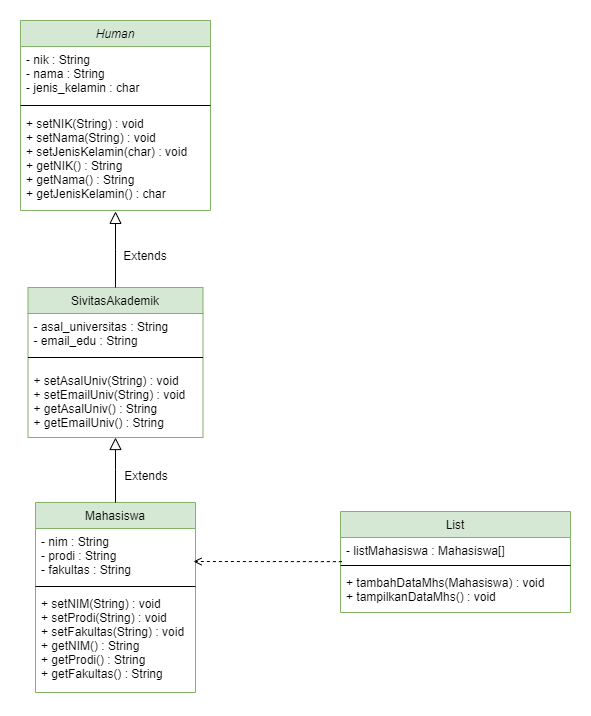 Human
- nik : String
- nama : String
- jenis_kelamin : char
+ setNIK(String) : void
+ setNama(String) : void
+ setJenisKelamin(char) : void
+ getNIK() : String
+ getNama() : String
+ getJenisKelamin() : char
Extends
SivitasAkademik
- asal_universitas : String
- email_edu : String
+ setAsalUniv(String) : void
+ setEmailUniv(String) : void
+ getAsalUniv() : String
+ getEmailUniv() : String
Extends
Mahasiswa
- nim : String
- prodi : String
- fakultas : String
+ setNIM(String) : void
+ setProdi(String) : void
+ setFakultas(String) : void
+ getNIM() : String
+ getProdi() : String
+ getFakultas() : String
List
- listMahasiswa : Mahasiswa[]
+ tambahDataMhs(Mahasiswa) : void
+ tampilkanDataMhs() : void